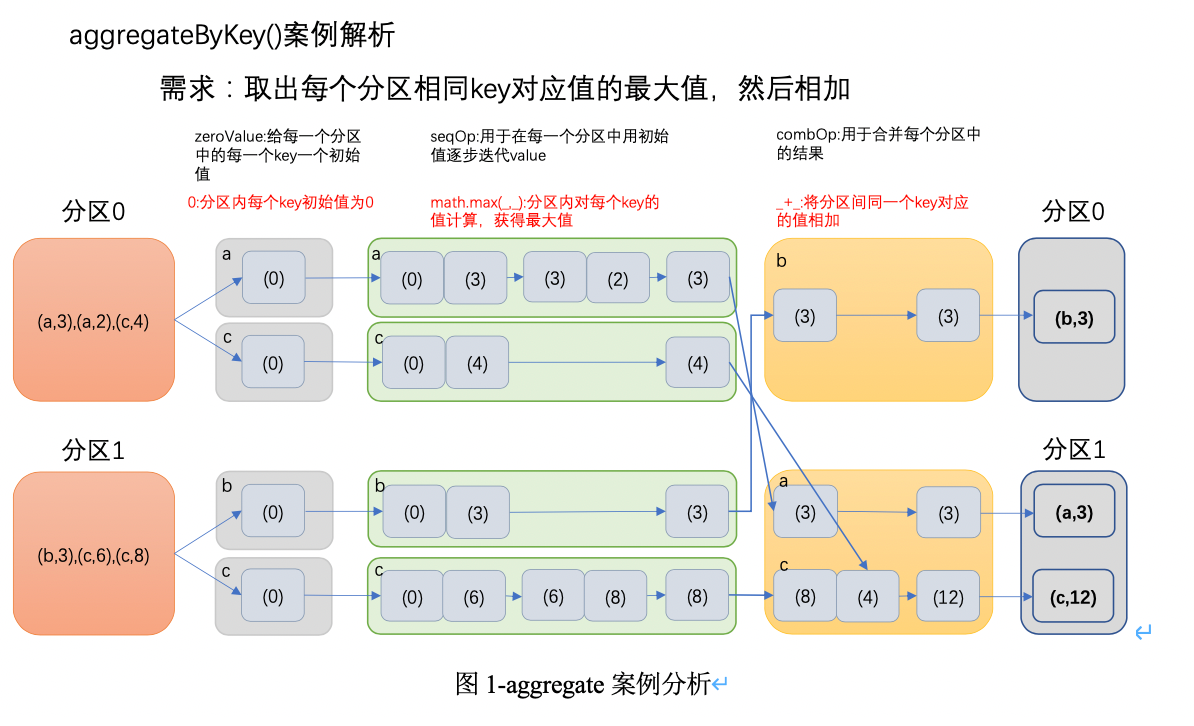 aggregateByKey()案例解析
需求：取出每个分区相同key对应值的最大值，然后相加
zeroValue:给每一个分区
中的每一个key一个初始
值
0:分区内每个key初始值为0
seqOp:用于在每一个分区中用初始
值逐步迭代value
math.max(_,_):分区内对每个key的
值计算，获得最大值
combOp:用于合并每个分区中
的结果
_+_:将分区间同一个key对应
的值相加
分区0
(a,3),(a,2),(c,4)
a
(0)
c
(0)
a
(0) (3) (3) (2) (3)
c
(0) (4) (4)
b
(3) (3)
分区0
(b,3)
分区1
(b,3),(c,6),(c,8)
b
(0)
c
(0)
b
(0) (3) (3)
c
(0) (6) (6) (8) (8)
a
(3) (3)
c
(8) (4) (12)
分区1
(a,3)
(c,12)
图 1-aggregate 案例分析